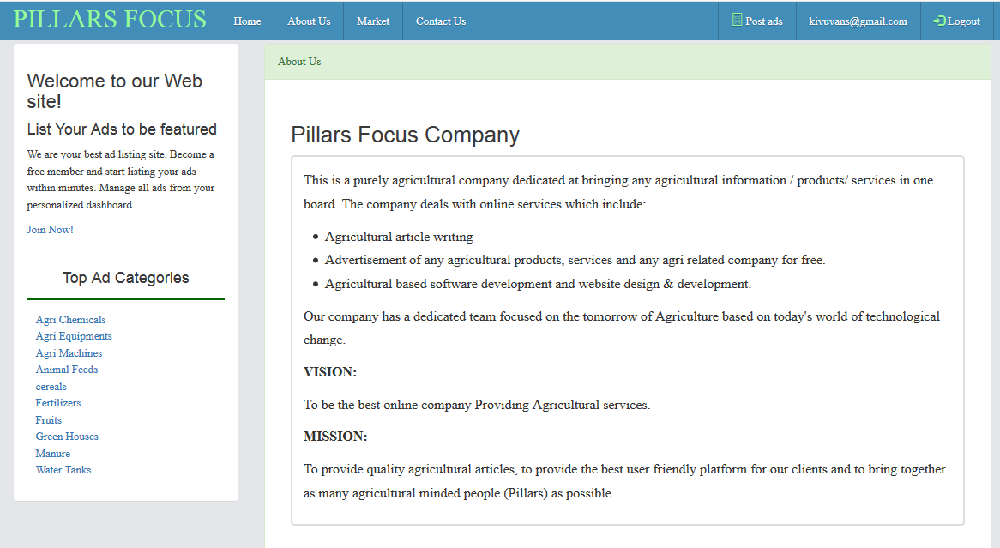 PILLARS FOCUS
Home
About Us
Market
Contact Us
Post ads
kivuvans@gmail.com
Logout
Welcome to our Web
site!
List Your Ads to be featured
We are your best ad listing site. Become a
free member and start listing your ads
within minutes. Manage all ads from your
personalized dashboard.
Join Now!
Top Ad Categories
Agri Chemicals
Agri Equipments
Agri Machines
Animal Feeds
cereals
Fertilizers
Fruits
Green Houses
Manure
Water Tanks
About Us
Pillars Focus Company
This is a purely agricultural company dedicated at bringing any agricultural information / products/ services in one
board. The company deals with online services which include:
• Agricultural article writing
• Advertisement of any agricultural products, services and any agri related company for free.
• Agricultural based software development and website design & development.
Our company has a dedicated team focused on the tomorrow of Agriculture based on today's world of technological
change.
VISION:
To be the best online company Providing Agricultural services.
MISSION:
To provide quality agricultural articles, to provide the best user friendly platform for our clients and to bring together
as many agricultural minded people (Pillars) as possible.